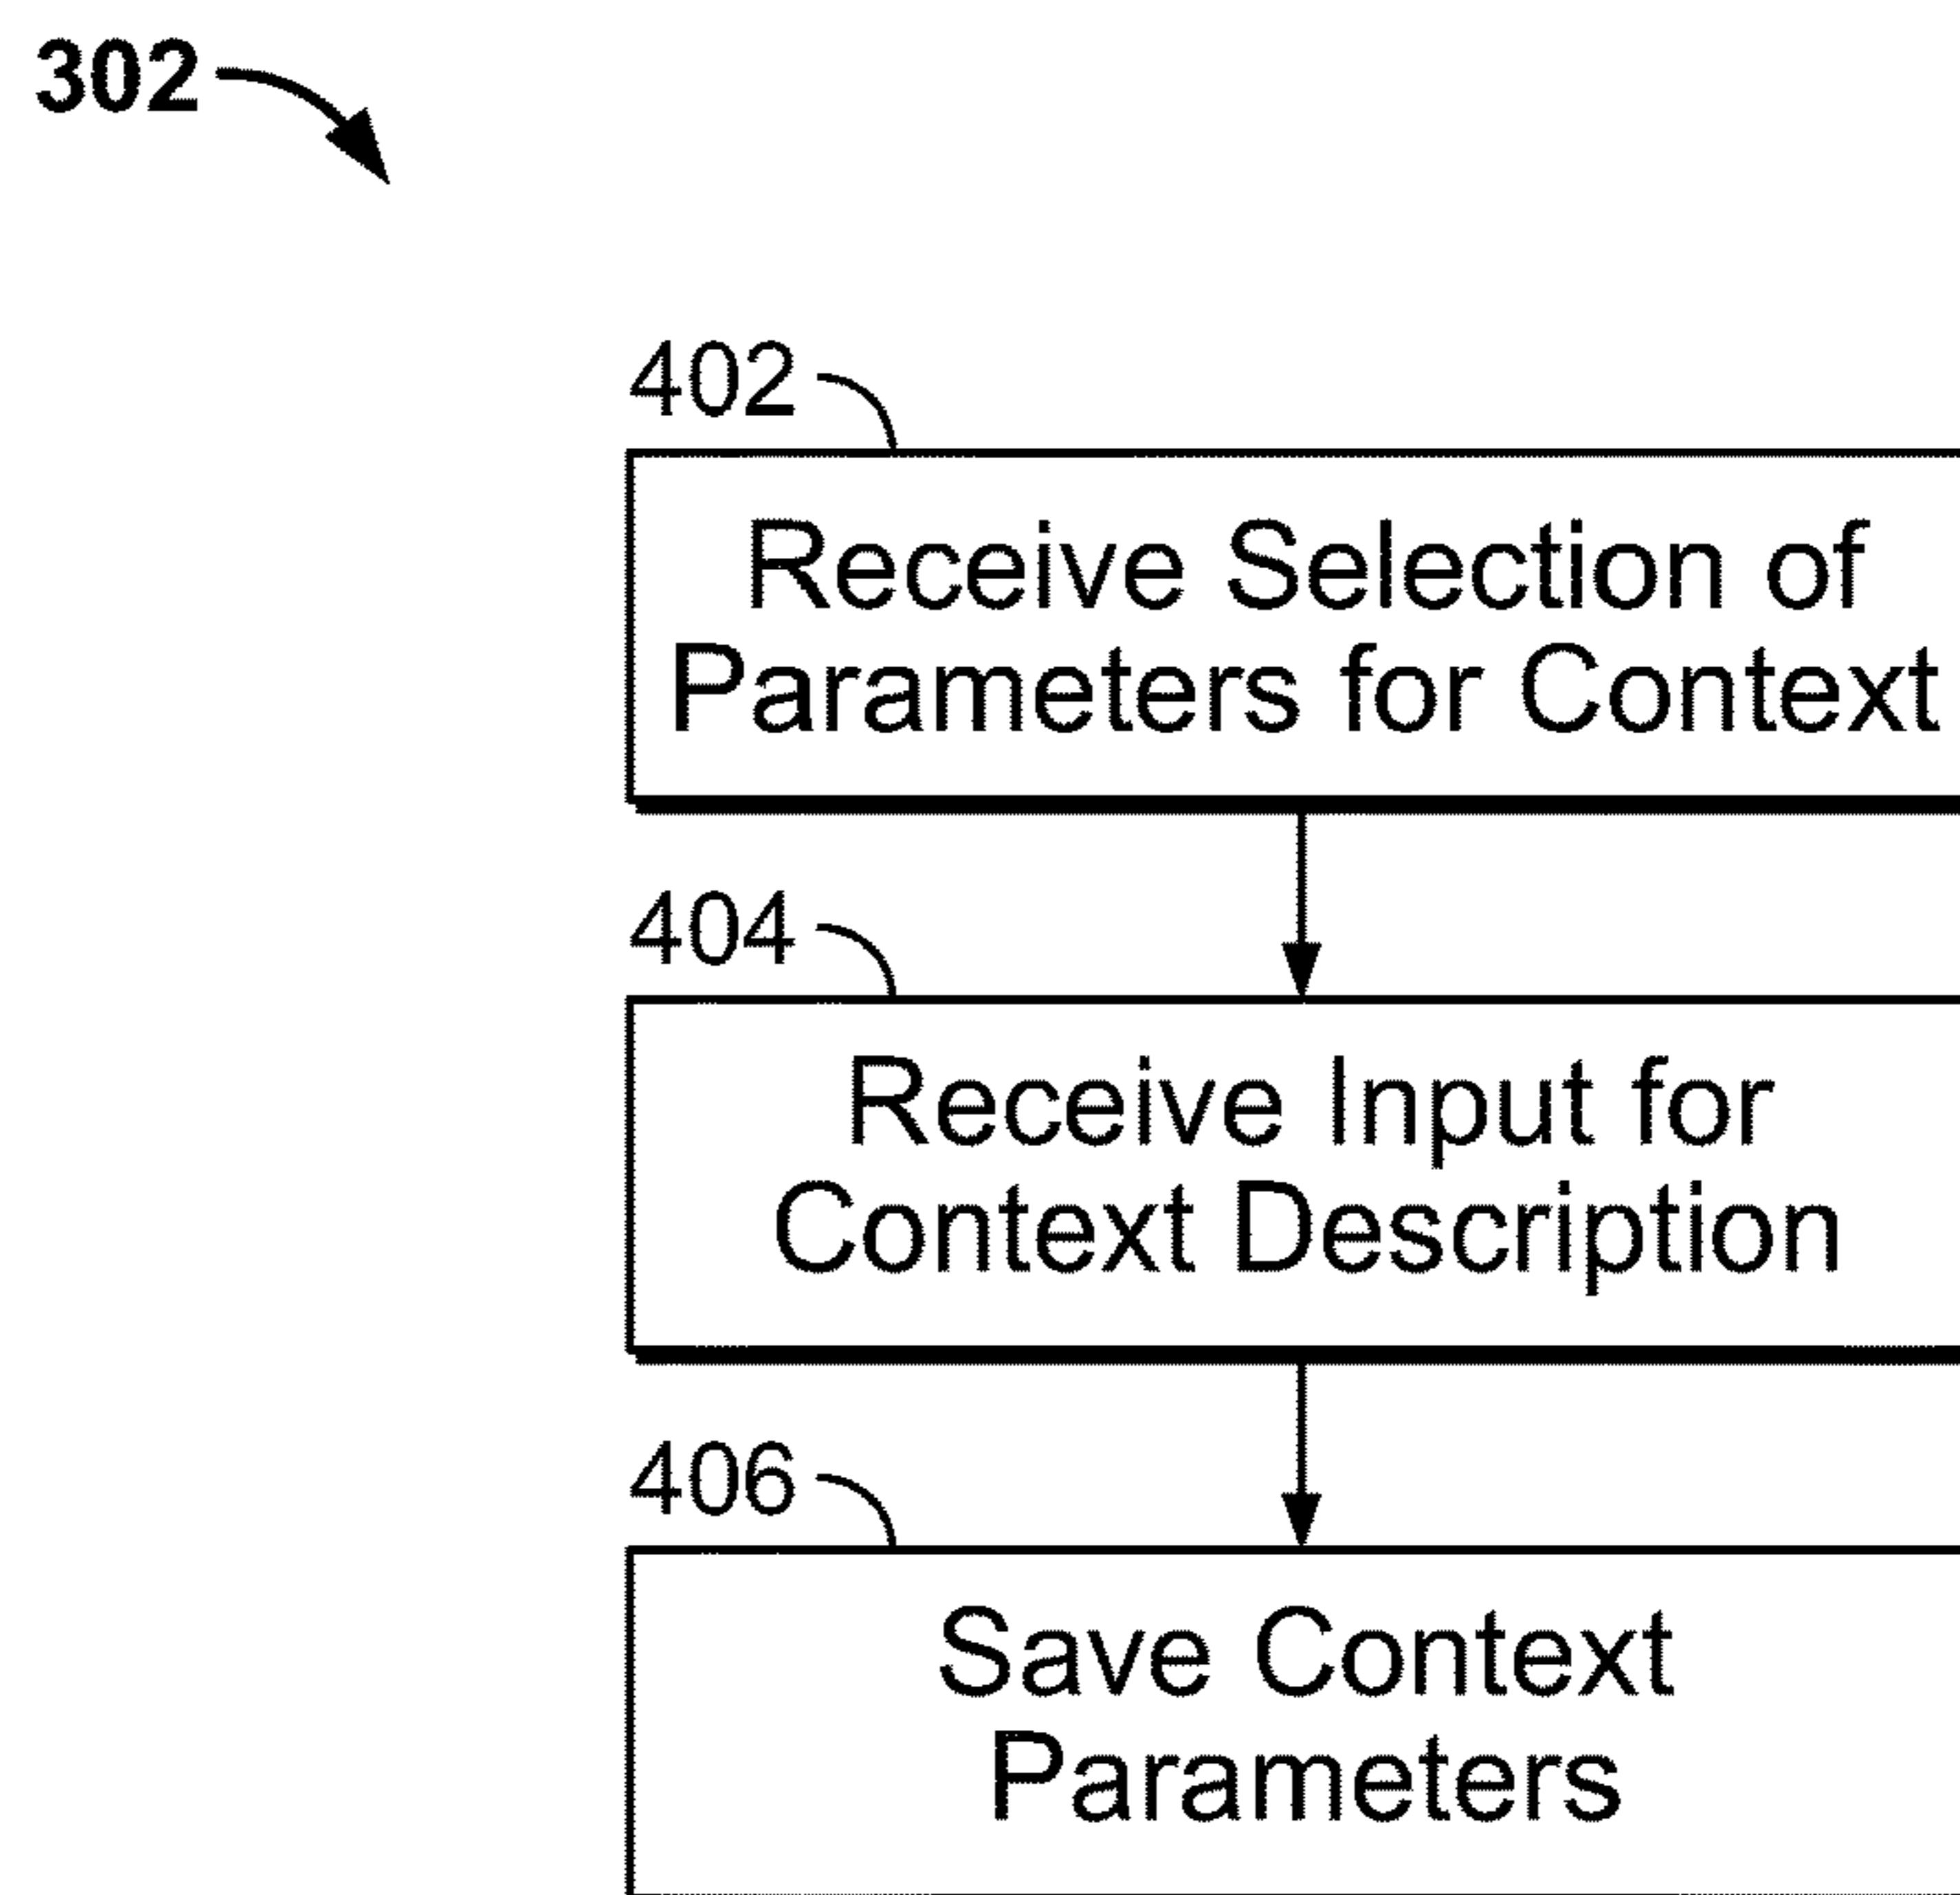 302
402
Receive Selection of
Parameters for Context
404
Receive Input for
Context Description
406
Save Context
Parameters